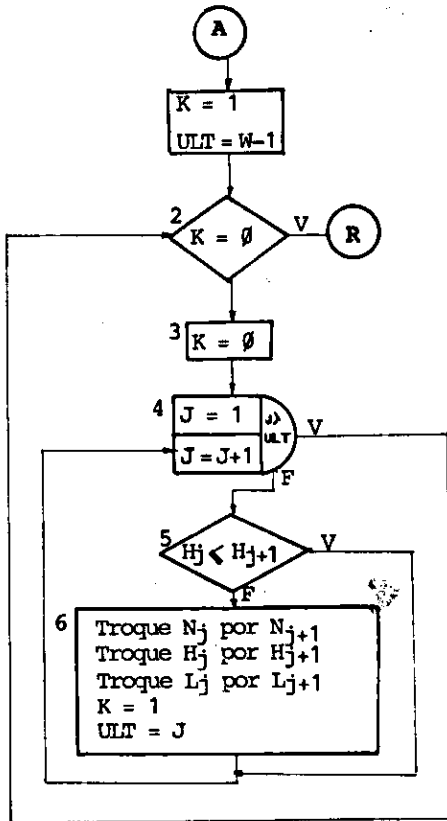 A
K = 1
ULT = W-1
2
K = Ø
V
R
3
K = Ø
4
J = 1
J>
ULT
V
J = J+1
F
5
Hj < Hj+1
V
F
6
Troque Nj por Nj+1
Troque Hj por Hj+1
Troque Lj por Lj+1
K = 1
ULT = J